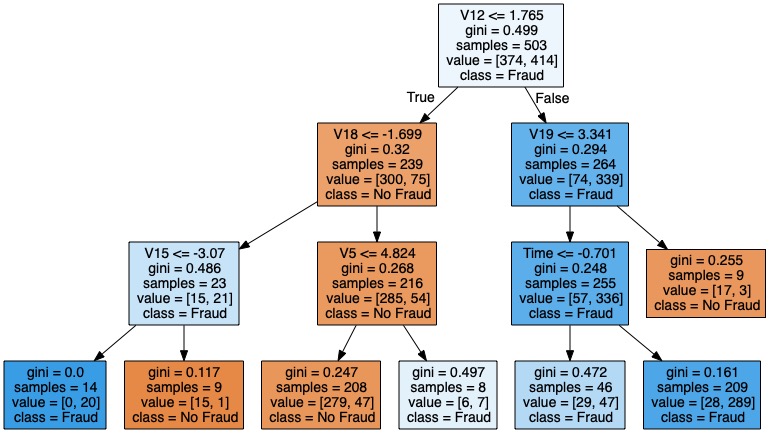 V12 <= 1.765
gini = 0.499
samples = 503
value = [374, 414]
class = Fraud
True
False
V18 <= -1.699
gini = 0.32
samples = 239
value = [300, 75]
class = No Fraud
V19 <= 3.341
gini = 0.294
samples = 264
value = [74, 339]
class = Fraud
V15 <= -3.07
gini = 0.486
samples = 23
value = [15, 21]
class = Fraud
V5 <= 4.824
gini = 0.268
samples = 216
value = [285, 54]
class = No Fraud
Time <= -0.701
gini = 0.248
samples = 255
value = [57, 336]
class = Fraud
gini = 0.255
samples = 9
value = [17, 3]
class = No Fraud
gini = 0.0
samples = 14
value = [0, 20]
class = Fraud
gini = 0.117
samples = 9
value = [15, 1]
class = No Fraud
gini = 0.247
samples = 208
value = [279, 47]
class = No Fraud
gini = 0.497
samples = 8
value = [6, 7]
class = Fraud
gini = 0.472
samples = 46
value = [29, 47]
class = Fraud
gini = 0.161
samples = 209
value = [28, 289]
class = Fraud